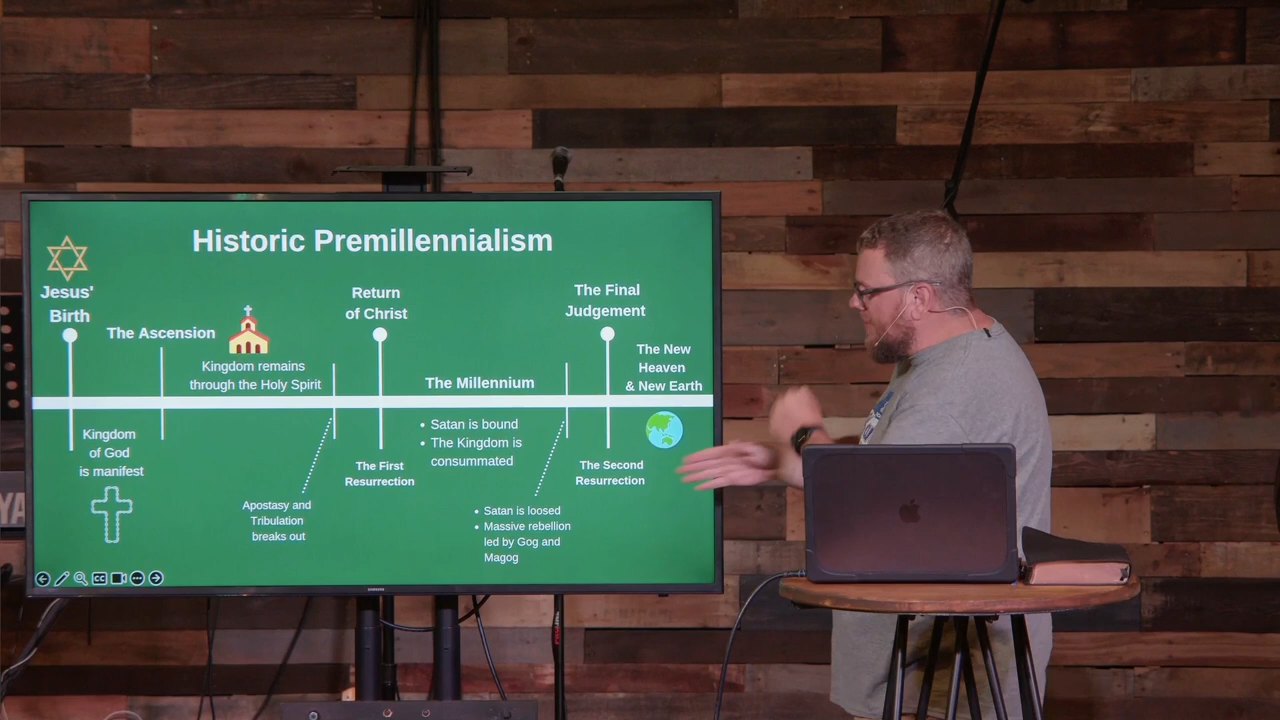 Historic Premillennialism
Jesus'
Birth
The Ascension
Kingdom remains
through the Holy Spirit
Return
of Christ
The Millennium
The Final
Judgement
The New
Heaven
& New Earth
Kingdom
of God
is manifest
Apostasy and
Tribulation
breaks out
The First
Resurrection
• Satan is bound
• The Kingdom is
consummated
• Satan is loosed
• Massive rebellion
led by Gog and
Magog
The Second
Resurrection
CC
SAMSUNG
YA